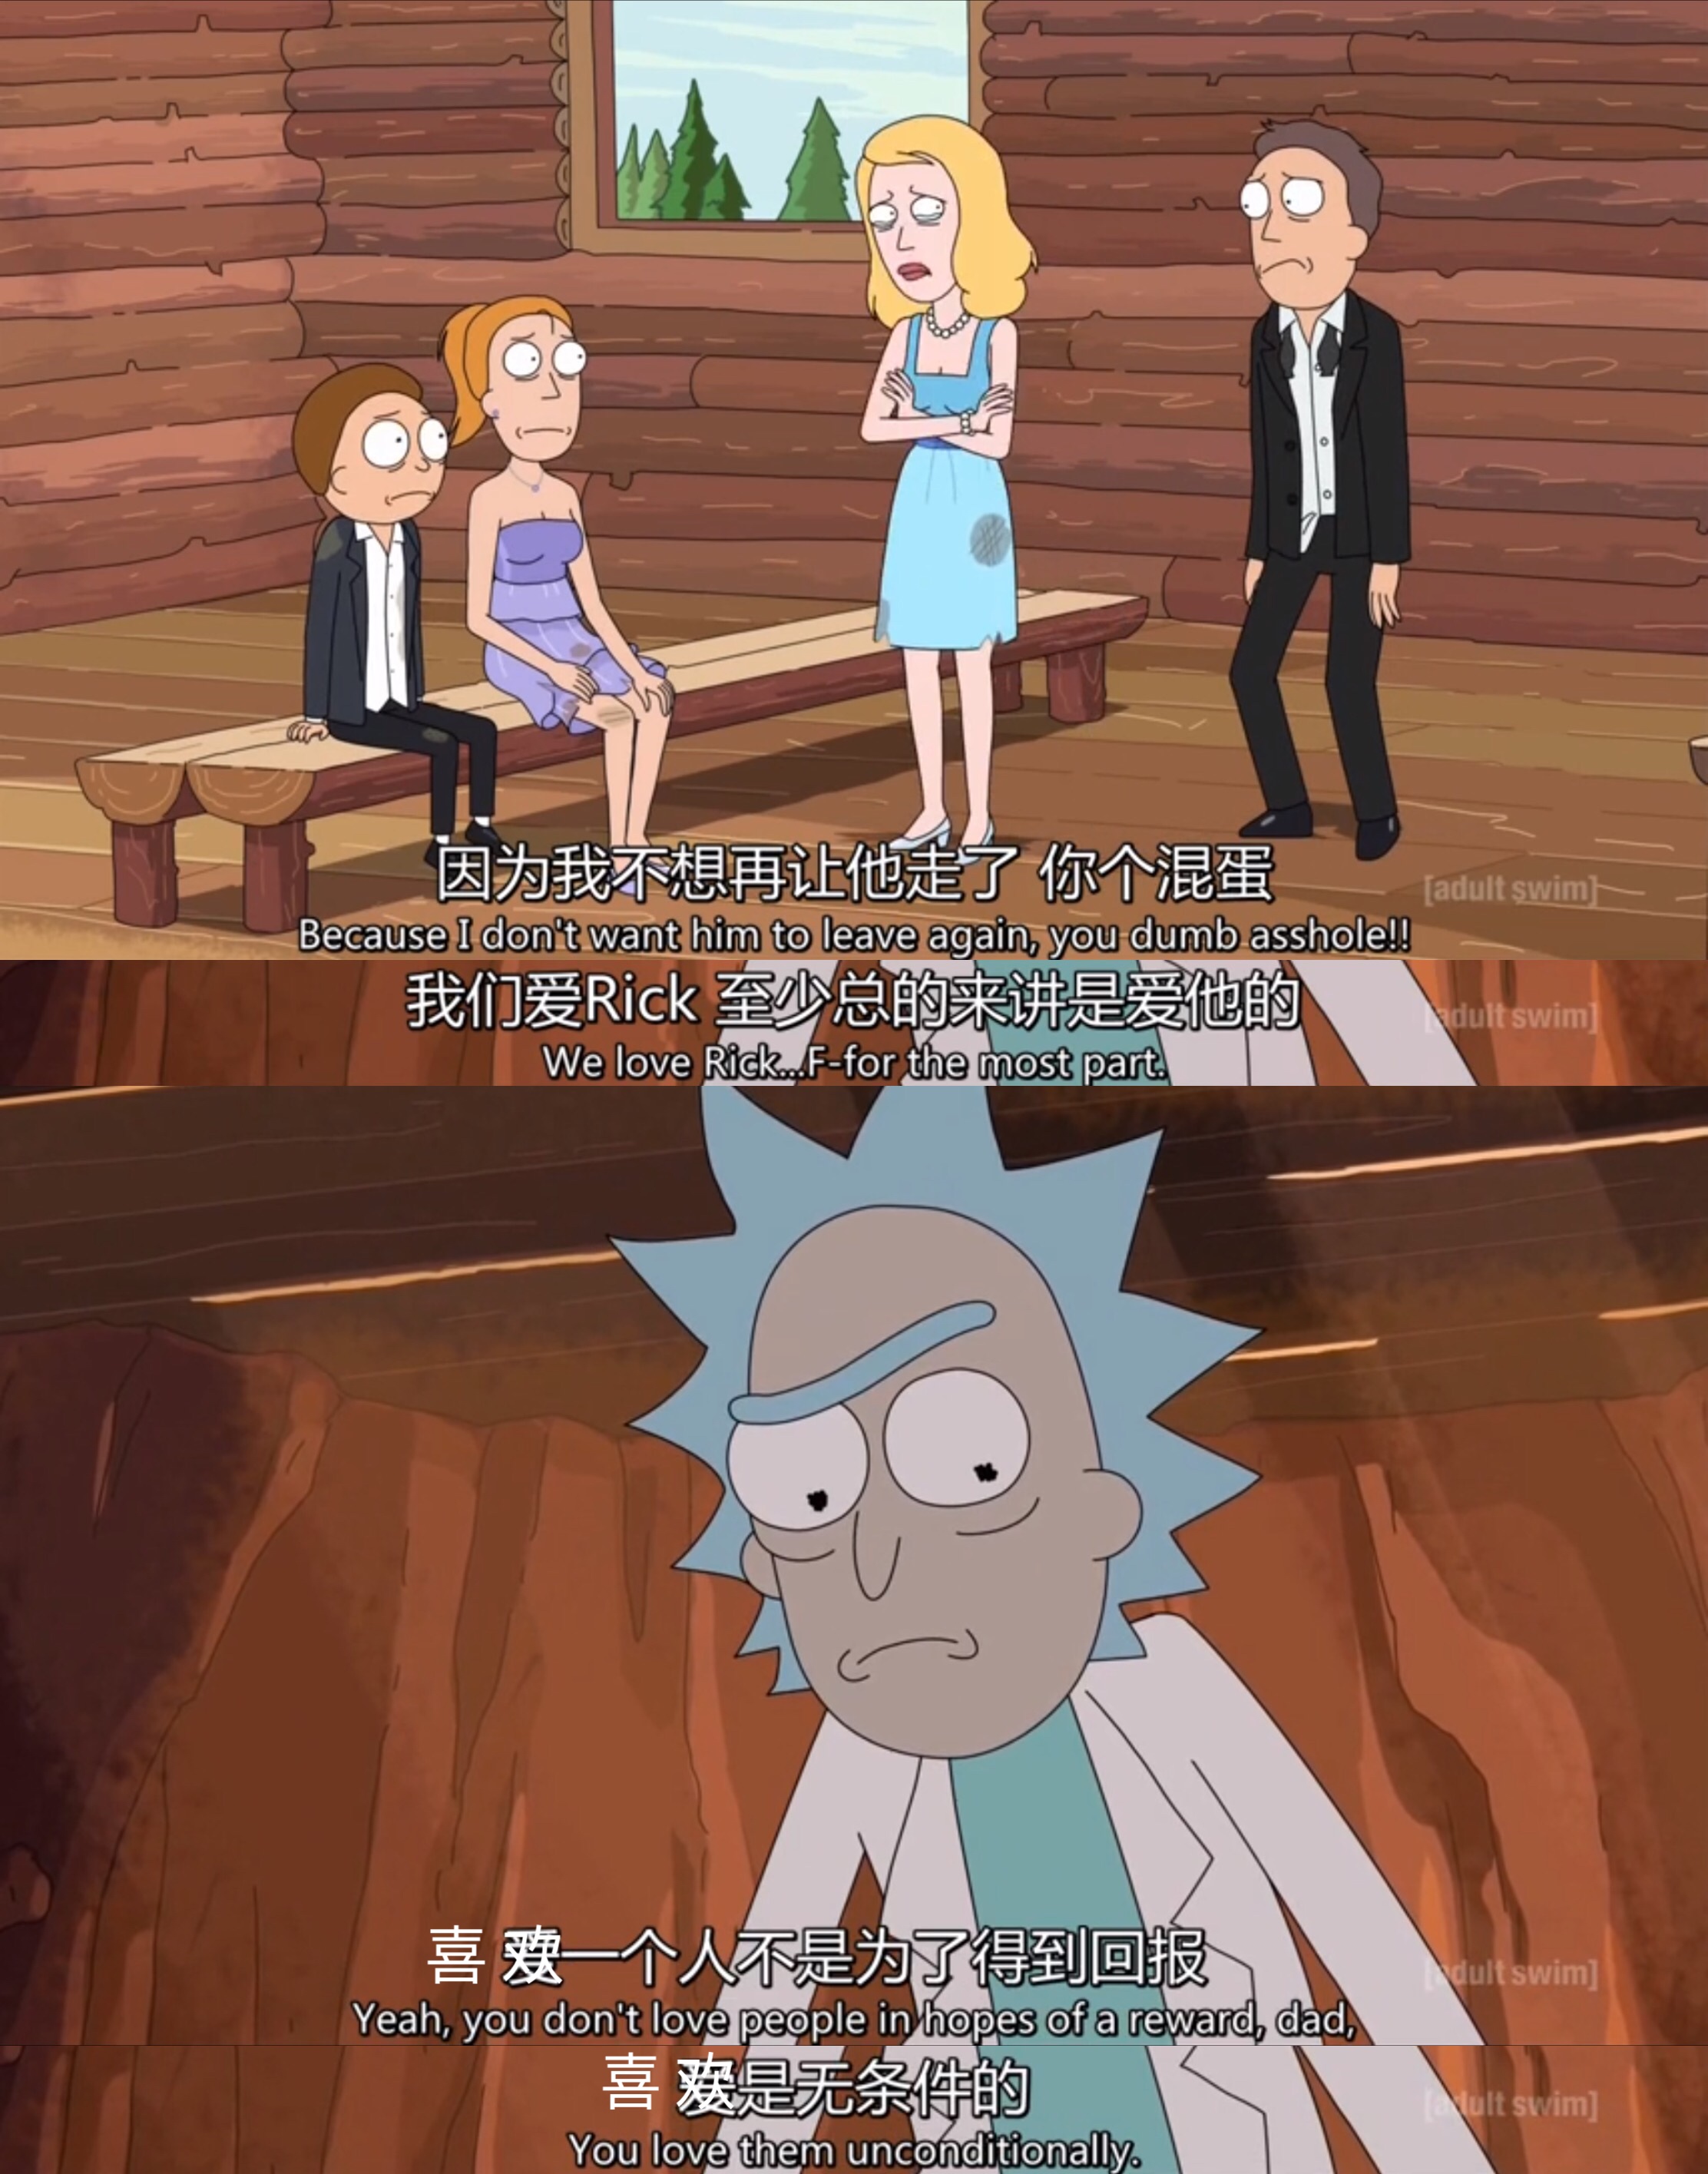 因为我不想再让他走了 你个混蛋
[adult swim]
Because I don't want him to leave again, you dumb asshole!!
我们爱Rick 至少总的来讲是爱他的
[adult swim]
We love Rick...F-for the most part.
喜欢一个人不是为了得到回报
[adult swim]
Yeah, you don't love people in hopes of a reward, dad,
喜欢是无条件的
[adult swim]
You love them unconditionally.